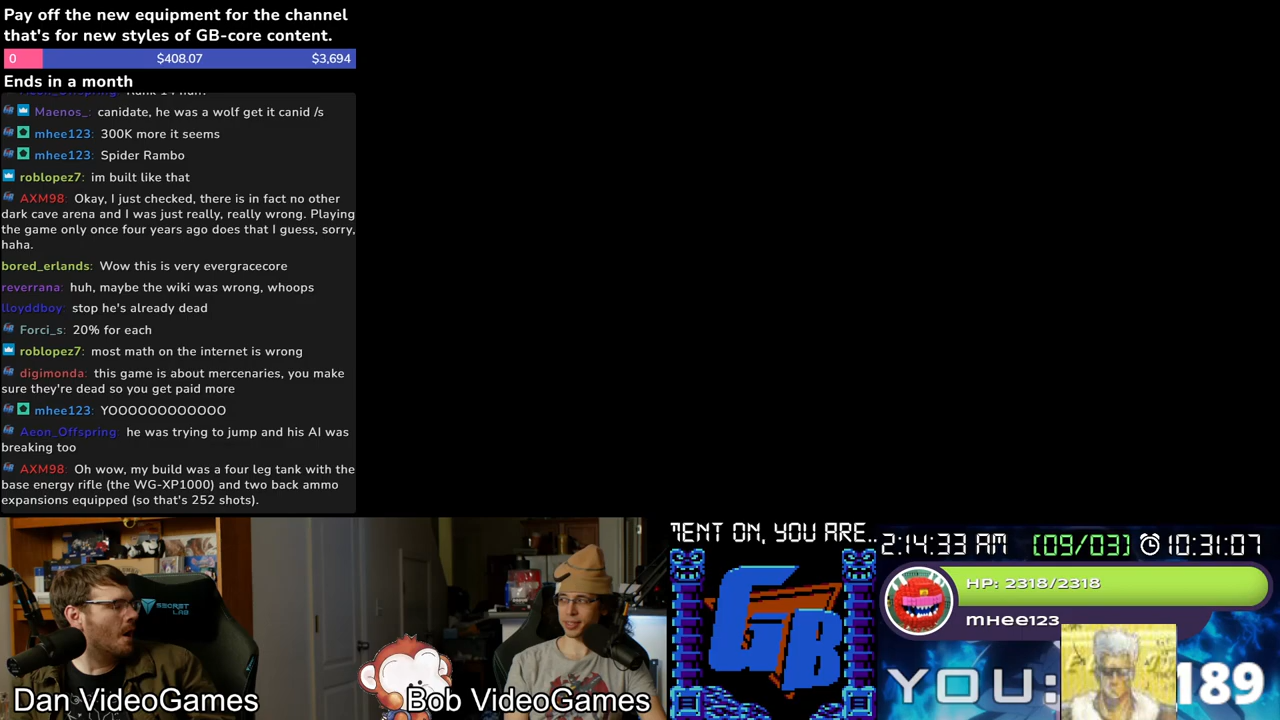 Pay off the new equipment for the channel
that's for new styles of GB-core content.
0 $408.07 $3,694
Ends in a month
Maenos_: canidate, he was a wolf get it canid /s
mhee123: 300K more it seems
mhee123: Spider Rambo
roblopez7: im built like that
AXM98: Okay, I just checked, there is in fact no other
dark cave arena and I was just really, really wrong. Playing
the game only once four years ago does that I guess, sorry,
haha.
bored_erlands: Wow this is very evergracecore
reverrana: huh, maybe the wiki was wrong, whoops
lloyddboy: stop he's already dead
Forci_s: 20% for each
roblopez7: most math on the internet is wrong
digimonda: this game is about mercenaries, you make
sure they're dead so you get paid more
mhee123: YOOOOOOOOOOOO
Aeon_Offspring: he was trying to jump and his AI was
breaking too
AXM98: Oh wow, my build was a four leg tank with the
base energy rifle (the WG-XP1000) and two back ammo
expansions equipped (so that's 252 shots).
SECRET
LAB
Dan VideoGames
Bob VideoGames
MENT ON, YOU ARE..
GB
2:14:33 AM [09/03] 10:31:07
HP: 2318/2318
mHee123
YOU: 189